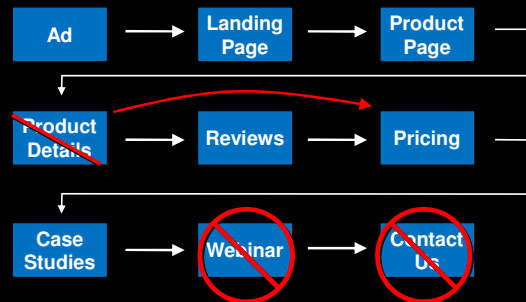 Ad
Landing
Page
Product
Page
Product
Details
Reviews
Pricing
Case
Studies
Webinar
Contact
Us